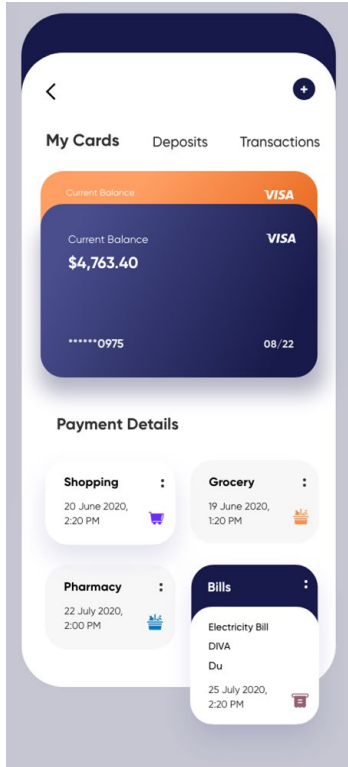 My Cards Deposits Transactions
Current Balance VISA
Current Balance VISA
$4,763.40
******0975 08/22
Payment Details
Shopping
20 June 2020,
2:20 PM
Grocery
19 June 2020,
1:20 PM
Pharmacy
22 July 2020,
2:00 PM
Bills
Electricity Bill
DIVA
Du
25 July 2020,
2:20 PM